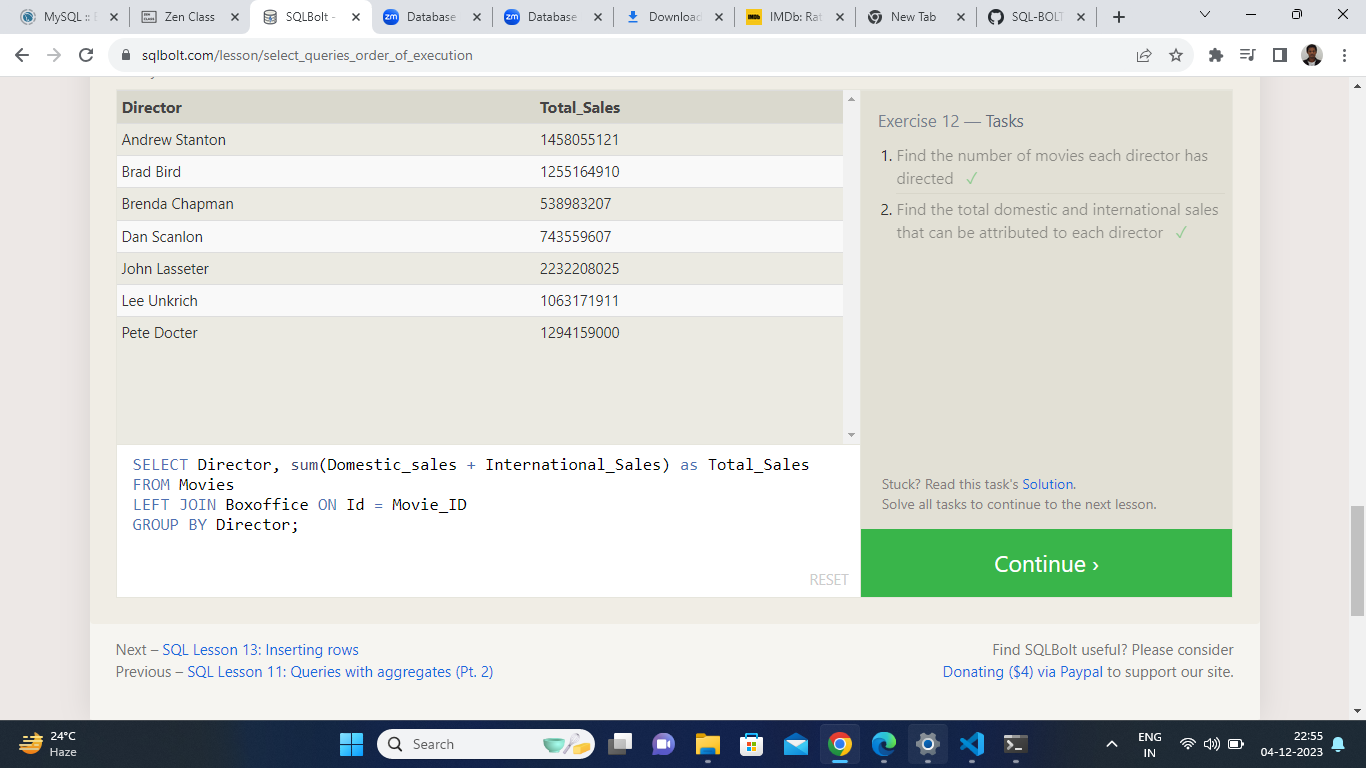 MySQL :: E
Zen Class
SQLBolt -
Database
Database
Download
IMDb: Rat
New Tab
SQL-BOLT
sqlbolt.com/lesson/select_queries_order_of_execution
Director Total_Sales
Andrew Stanton 1458055121
Brad Bird 1255164910
Brenda Chapman 538983207
Dan Scanlon 743559607
John Lasseter 2232208025
Lee Unkrich 1063171911
Pete Docter 1294159000
SELECT Director, sum(Domestic_sales + International_Sales) as Total_Sales
FROM Movies
LEFT JOIN Boxoffice ON Id = Movie_ID
GROUP BY Director;
RESET
Exercise 12 — Tasks
1. Find the number of movies each director has
directed ✓
2. Find the total domestic and international sales
that can be attributed to each director ✓
Stuck? Read this task's Solution.
Solve all tasks to continue to the next lesson.
Continue ›
Next – SQL Lesson 13: Inserting rows
Previous – SQL Lesson 11: Queries with aggregates (Pt. 2)
Find SQLBolt useful? Please consider
Donating ($4) via Paypal to support our site.
24°C
Haze
Search
ENG
IN
22:55
04-12-2023